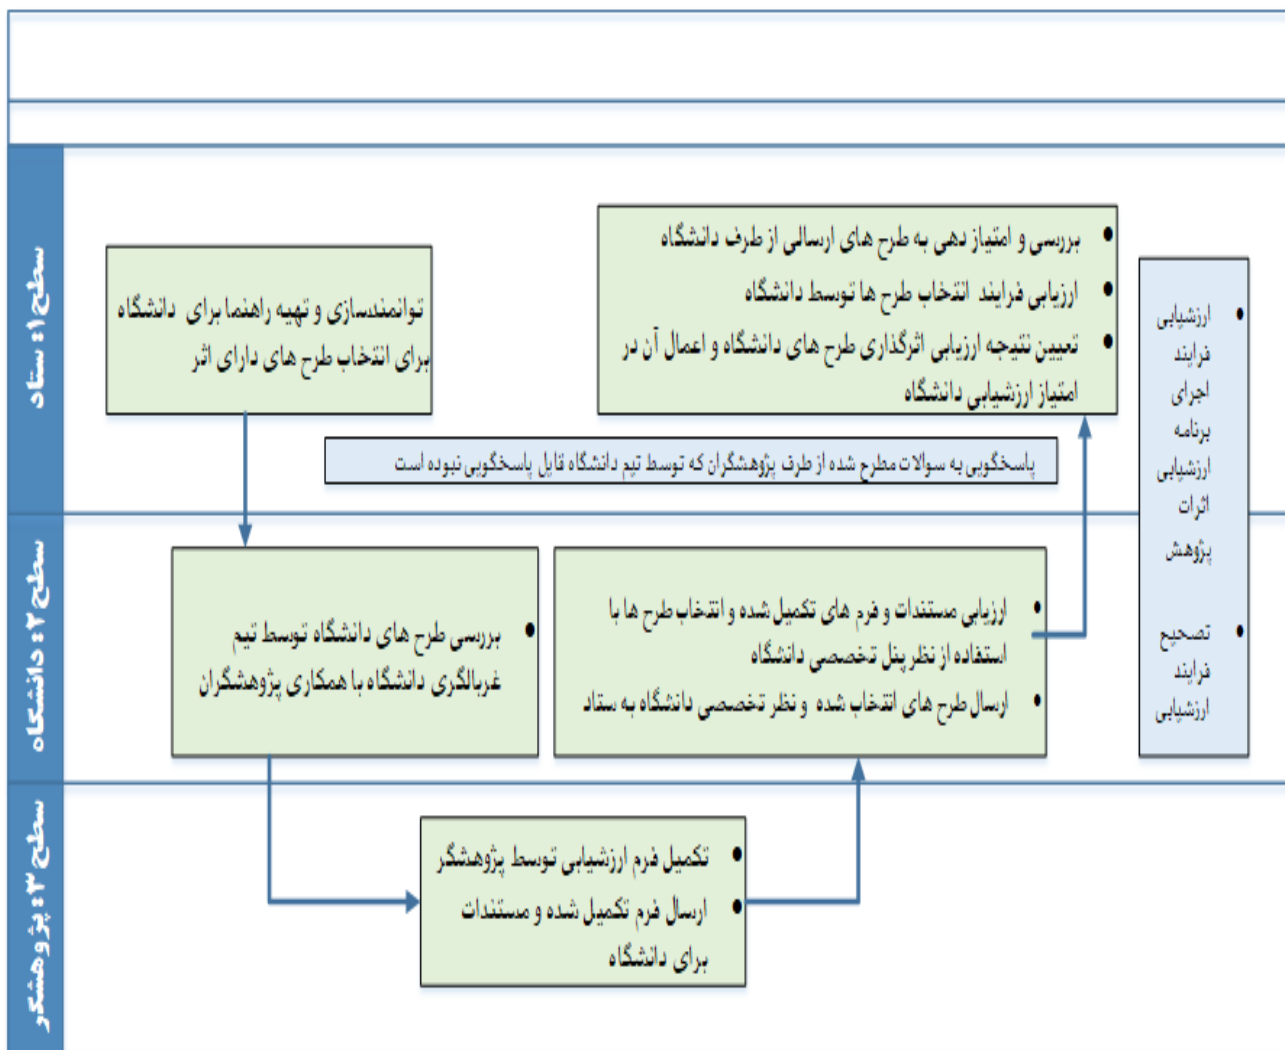 سطح ۱: ستاد
توانمندسازی و تهیه راهنما برای دانشگاه
برای انتخاب طرح های دارای اثر
• بررسی و امتیاز دهی به طرح های ارسالی از طرف دانشگاه
• ارزیابی فرایند انتخاب طرح ها توسط دانشگاه
• تعیین نتیجه ارزیابی اثرگذاری طرح های دانشگاه و اعمال آن در
امتیاز ارزشیابی دانشگاه
پاسخگویی به سوالات مطرح شده از طرف پژوهشگران که توسط تیم دانشگاه قابل پاسخگویی نبوده است
• ارزشیابی
فرایند
اجرای
برنامه
ارزشیابی
اثرات
پژوهش
• تصحیح
فرایند
ارزشیابی
سطح ۲: دانشگاه
• بررسی طرح های دانشگاه توسط تیم
غربالگری دانشگاه با همکاری پژوهشگران
• ارزیابی مستندات و فرم های تکمیل شده و انتخاب طرح ها با
استفاده از نظر پنل تخصصی دانشگاه
• ارسال طرح های انتخاب شده و نظر تخصصی دانشگاه به ستاد
سطح ۳: پژوهشگر
• تکمیل فرم ارزشیابی توسط پژوهشگر
• ارسال فرم تکمیل شده و مستندات
برای دانشگاه